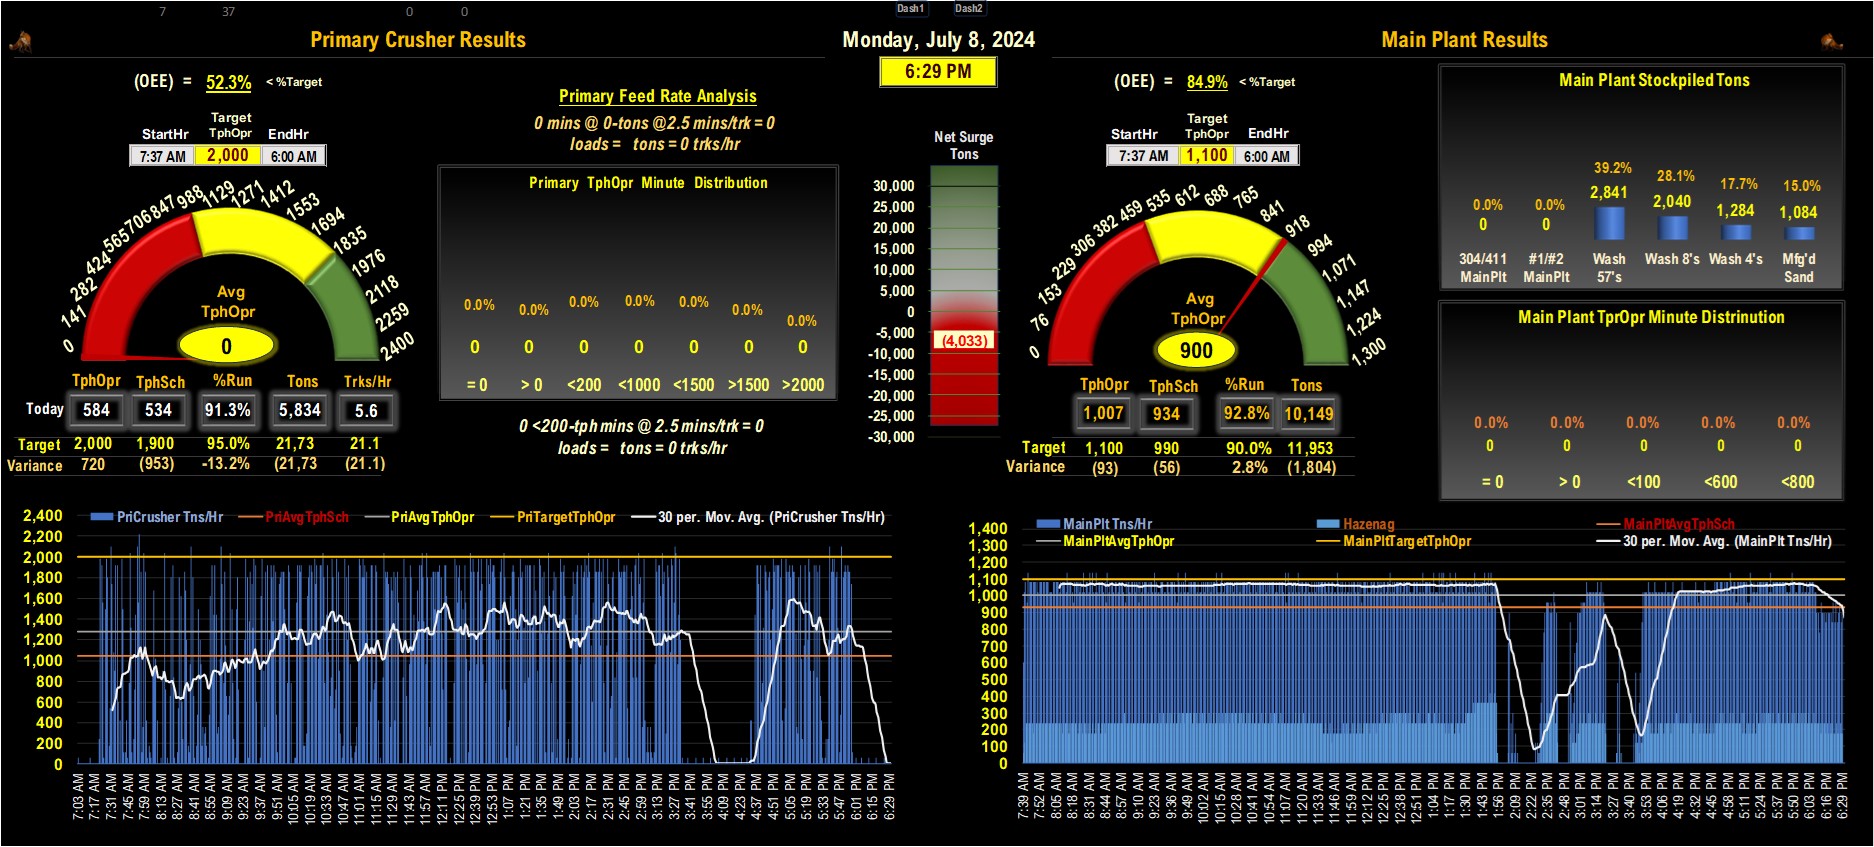 7 37 0 0 Dash1 Dash2
Primary Crusher Results
Monday, July 8, 2024
Main Plant Results
6:29 PM
(OEE) = 52.3% < %Target
Target
StartHr TphOpr EndHr
7:37 AM 2,000 6:00 AM
0 141 282 424 565 706 847 988 1129 1271 1412 1553 1694 1835 1976 2118 2259 2400
Avg
TphOpr
0
TphOpr TphSch %Run Tons Trks/Hr
Today 584 534 91.3% 5,834 5.6
Target 2,000 1,900 95.0% 21,73 21.1
Variance 720 (953) -13.2% (21,73 (21.1)
Primary Feed Rate Analysis
0 mins @ 0-tons @2.5 mins/trk = 0
loads = tons = 0 trks/hr
Primary TphOpr Minute Distribution
0.0% 0.0% 0.0% 0.0% 0.0% 0.0% 0.0%
0 0 0 0 0 0 0
= 0 > 0 <200 <1000 <1500 >1500 >2000
0 <200-tph mins @ 2.5 mins/trk = 0
loads = tons = 0 trks/hr
Net Surge
Tons
30,000
25,000
20,000
15,000
10,000
5,000
0
-5,000
(4,033)
-10,000
-15,000
-20,000
-25,000
-30,000
(OEE) = 84.9% < %Target
Target
StartHr TphOpr EndHr
7:37 AM 1,100 6:00 AM
0 76 153 229 306 382 459 535 612 688 765 841 918 994 1,071 1,147 1,224 1,300
Avg
TphOpr
900
TphOpr TphSch %Run Tons
1,007 934 92.8% 10,149
Target 1,100 990 90.0% 11,953
Variance (93) (56) 2.8% (1,804)
Main Plant Stockpiled Tons
0.0% 0.0% 39.2% 28.1% 17.7% 15.0%
0 0 2,841 2,040 1,284 1,084
304/411 #1/#2 Wash Wash 8's Wash 4's Mfg'd
MainPlt MainPlt 57's Sand
Main Plant TprOpr Minute Distrinution
0.0% 0.0% 0.0% 0.0% 0.0%
0 0 0 0 0
= 0 > 0 <100 <600 <800
PriCrusher Tns/Hr PriAvgTphSch PriAvgTphOpr PriTargetTphOpr 30 per. Mov. Avg. (PriCrusher Tns/Hr)
2,400
2,200
2,000
1,800
1,600
1,400
1,200
1,000
800
600
400
200
0
7:03 AM 7:17 AM 7:31 AM 7:45 AM 7:59 AM 8:13 AM 8:27 AM 8:41 AM 8:55 AM 9:09 AM 9:23 AM 9:37 AM 9:51 AM 10:05 AM 10:19 AM 10:33 AM 10:47 AM 11:01 AM 11:15 AM 11:29 AM 11:43 AM 11:57 AM 12:11 PM 12:25 PM 12:39 PM 12:53 PM 1:07 PM 1:21 PM 1:35 PM 1:49 PM 2:03 PM 2:17 PM 2:31 PM 2:45 PM 2:59 PM 3:13 PM 3:27 PM 3:41 PM 3:55 PM 4:09 PM 4:23 PM 4:37 PM 4:51 PM 5:05 PM 5:19 PM 5:33 PM 5:47 PM 6:01 PM 6:15 PM 6:29 PM
MainPlt Tns/Hr Hazenag MainPltAvgTphSch
MainPltAvgTphOpr MainPltTargetTphOpr 30 per. Mov. Avg. (MainPlt Tns/Hr)
1,400
1,300
1,200
1,100
1,000
900
800
700
600
500
400
300
200
100
0
7:39 AM 7:52 AM 8:05 AM 8:18 AM 8:31 AM 8:44 AM 8:57 AM 9:10 AM 9:23 AM 9:36 AM 9:49 AM 10:02 AM 10:15 AM 10:28 AM 10:41 AM 10:54 AM 11:07 AM 11:20 AM 11:33 AM 11:46 AM 11:59 AM 12:12 PM 12:25 PM 12:38 PM 12:51 PM 1:04 PM 1:17 PM 1:30 PM 1:43 PM 1:56 PM 2:09 PM 2:22 PM 2:35 PM 2:48 PM 3:01 PM 3:14 PM 3:27 PM 3:40 PM 3:53 PM 4:06 PM 4:19 PM 4:32 PM 4:45 PM 4:58 PM 5:11 PM 5:24 PM 5:37 PM 5:50 PM 6:03 PM 6:16 PM 6:29 PM